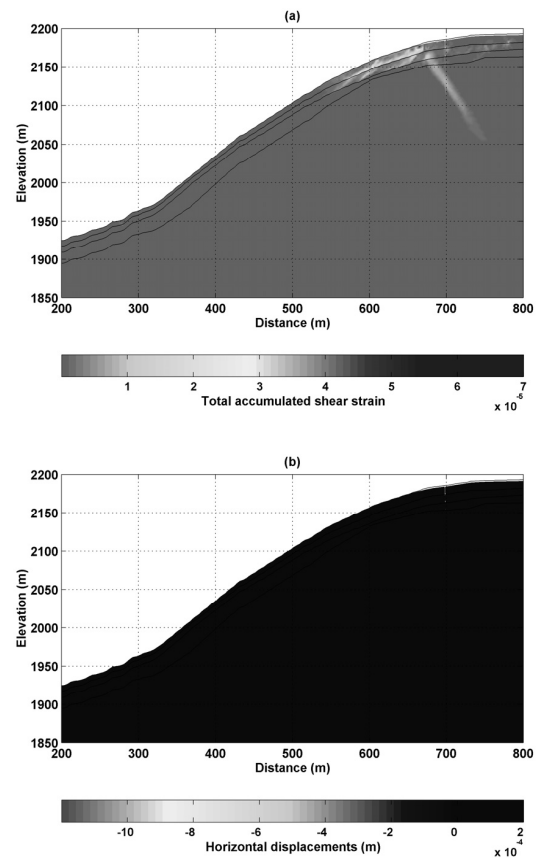 (a)
2200
2150
2100
2050
2000
1950
1900
1850
Elevation (m)
200 300 400 500 600 700 800
Distance (m)
1 2 3 4 5 6 7
Total accumulated shear strain
x 10⁻⁵
(b)
2200
2150
2100
2050
2000
1950
1900
1850
Elevation (m)
200 300 400 500 600 700 800
Distance (m)
-10 -8 -6 -4 -2 0 2
Horizontal displacements (m)
x 10⁻⁴